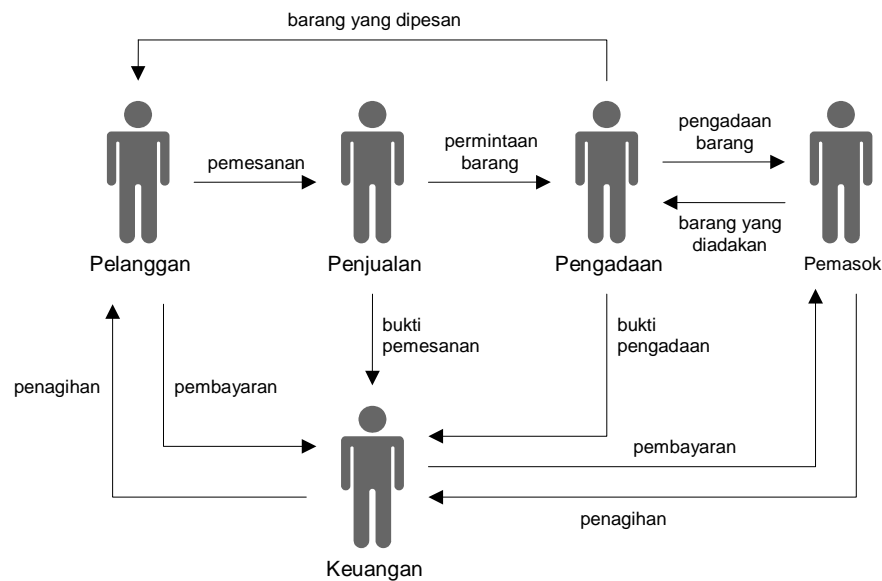 barang yang dipesan
pemesanan
permintaan
barang
pengadaan
barang
barang yang
diadakan
Pelanggan
Penjualan
Pengadaan
Pemasok
bukti
pemesanan
bukti
pengadaan
penagihan
pembayaran
pembayaran
penagihan
Keuangan